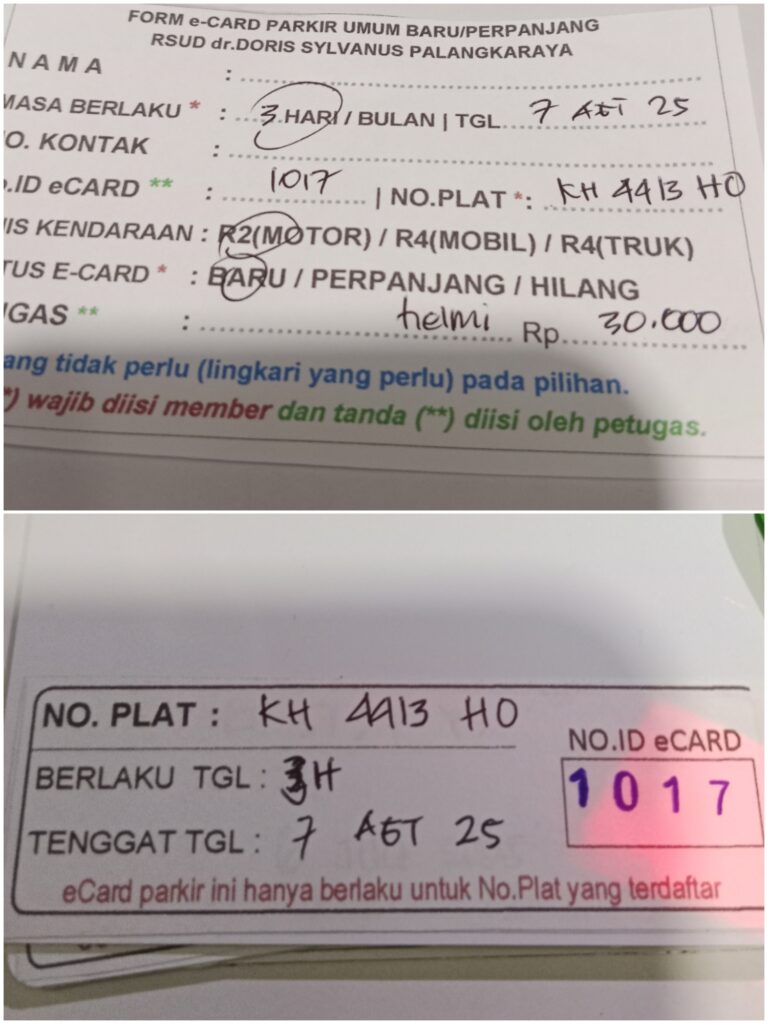 FORM e-CARD PARKIR UMUM BARU/PERPANJANG
RSUD dr.DORIS SYLVANUS PALANGKARAYA
NAMA :
MASA BERLAKU * : 3 HARI / BULAN | TGL 7 AGT 25
O. KONTAK :
.ID eCARD ** : 1017 | NO.PLAT *: KH 4413 HO
IS KENDARAAN : R2(MOTOR) / R4(MOBIL) / R4(TRUK)
TUS E-CARD * : BARU / PERPANJANG / HILANG
GAS ** : helmi Rp 30.000
ang tidak perlu (lingkari yang perlu) pada pilihan.
*) wajib diisi member dan tanda (**) diisi oleh petugas.
NO. PLAT : KH 4413 HO
NO.ID eCARD
1017
BERLAKU TGL : 3H
TENGGAT TGL : 7 AGT 25
eCard parkir ini hanya berlaku untuk No.Plat yang terdaftar